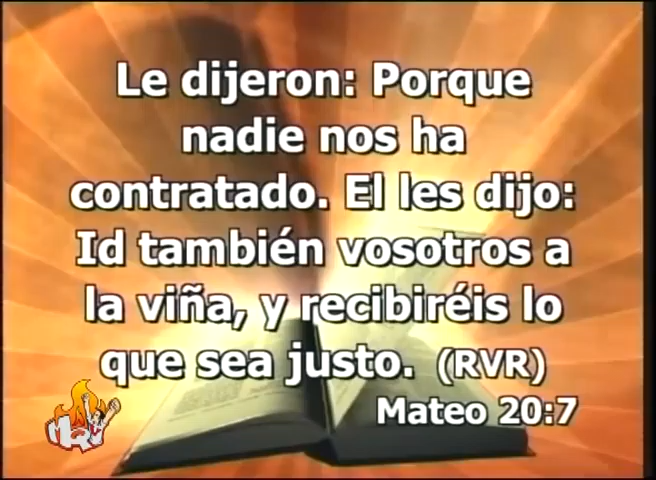 Le dijeron: Porque
nadie nos ha
contratado. El les dijo:
Id también vosotros a
la viña, y recibiréis lo
que sea justo. (RVR)
Mateo 20:7
MRV